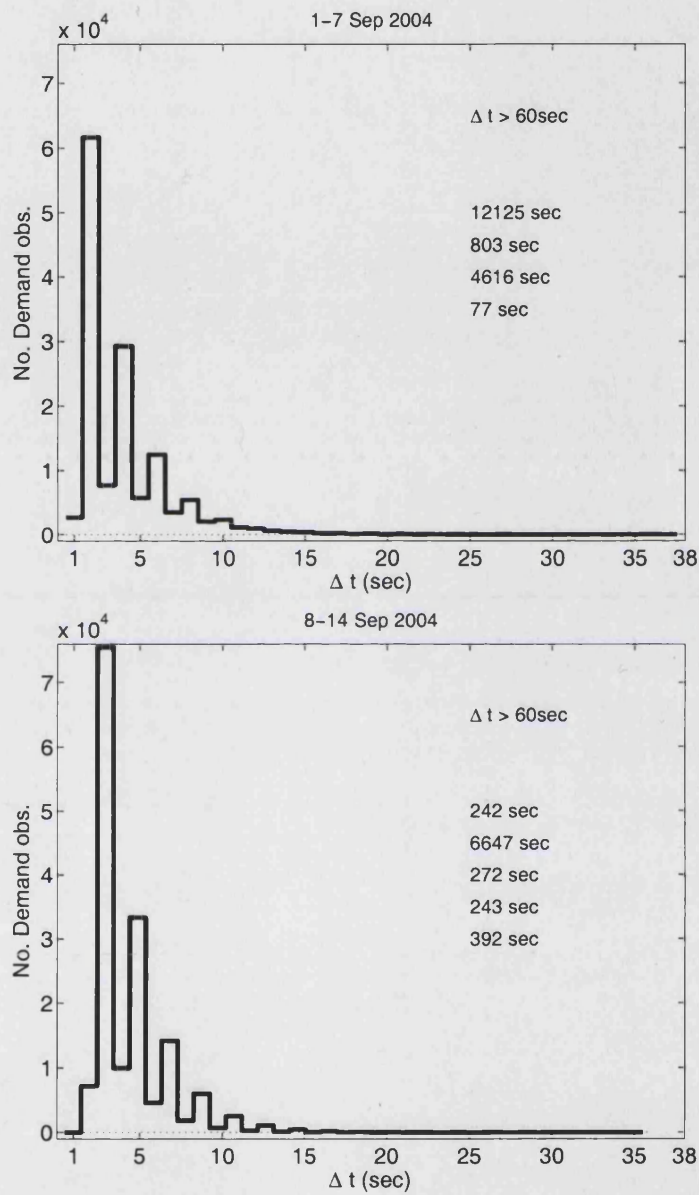 1–7 Sep 2004
x 10^4
7
6
5
4
3
2
1
0
No. Demand obs.
Δ t > 60sec
12125 sec
803 sec
4616 sec
77 sec
1 5 10 15 20 25 30 35 38
Δ t (sec)
8–14 Sep 2004
x 10^4
7
6
5
4
3
2
1
0
No. Demand obs.
Δ t > 60sec
242 sec
6647 sec
272 sec
243 sec
392 sec
1 5 10 15 20 25 30 35 38
Δ t (sec)